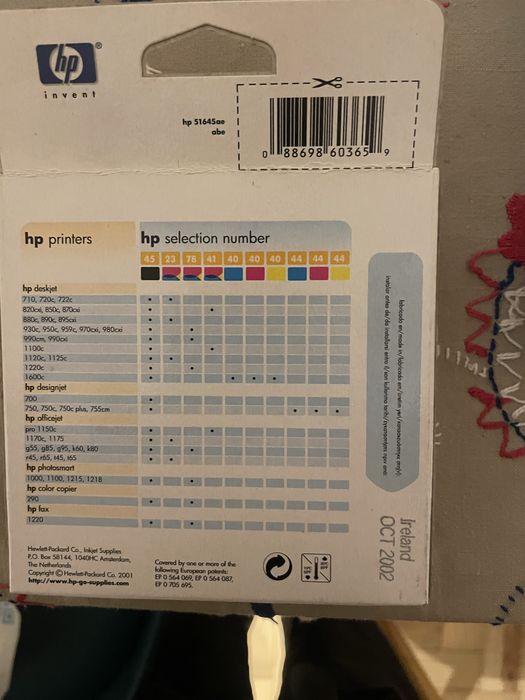 hp
®
invent
hp 51645ae
abe
0 88698 60365 9
hp printers
hp selection number
45 23 78 41 40 40 40 44 44 44
hp deskjet
710, 720c, 722c
820cxi, 850c, 870cxi
880c, 890c, 895cxi
930c, 950c, 959c, 970cxi, 980cxi
990cm, 990cxi
1100c
1120c, 1125c
1220c
1600c
hp designjet
700
750, 750c, 750c plus, 755cm
hp officejet
pro 1150c
1170c, 1175
g55, g85, g95, k60, k80
r45, r65, t45, t65
hp photosmart
1000, 1100, 1215, 1218
hp color copier
290
hp fax
1220
Hewlett-Packard Co., Inkjet Supplies
P.O. Box 58144, 1040HC Amsterdam,
The Netherlands
Copyright © Hewlett-Packard Co. 2001
http://www.hp-go-supplies.com
Covered by one or more of the
following European patents:
EP 0 564 069, EP 0 564 087,
EP 0 705 695.
Ireland
OCT 2002